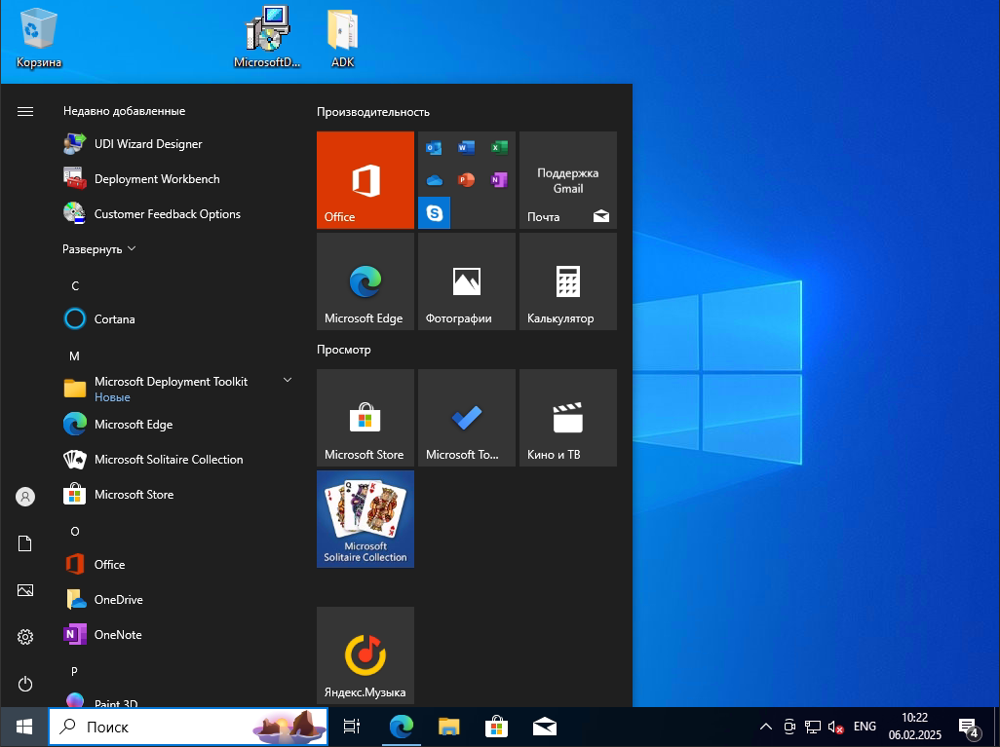 Корзина
MicrosoftD...
ADK
Недавно добавленные
UDI Wizard Designer
Deployment Workbench
Customer Feedback Options
Развернуть
C
Cortana
M
Microsoft Deployment Toolkit
Новые
Microsoft Edge
Microsoft Solitaire Collection
Microsoft Store
O
Office
OneDrive
OneNote
P
Paint 3D
Производительность
Office
Поддержка
Gmail
Почта
Microsoft Edge
Фотографии
Калькулятор
Просмотр
Microsoft Store
Microsoft To...
Кино и ТВ
Microsoft
Solitaire Collection
Яндекс.Музыка
Поиск
ENG
10:22
06.02.2025
4